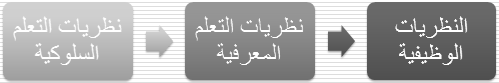 النظريات
الوظيفية
نظريات التعلم
المعرفية
نظريات التعلم
السلوكية